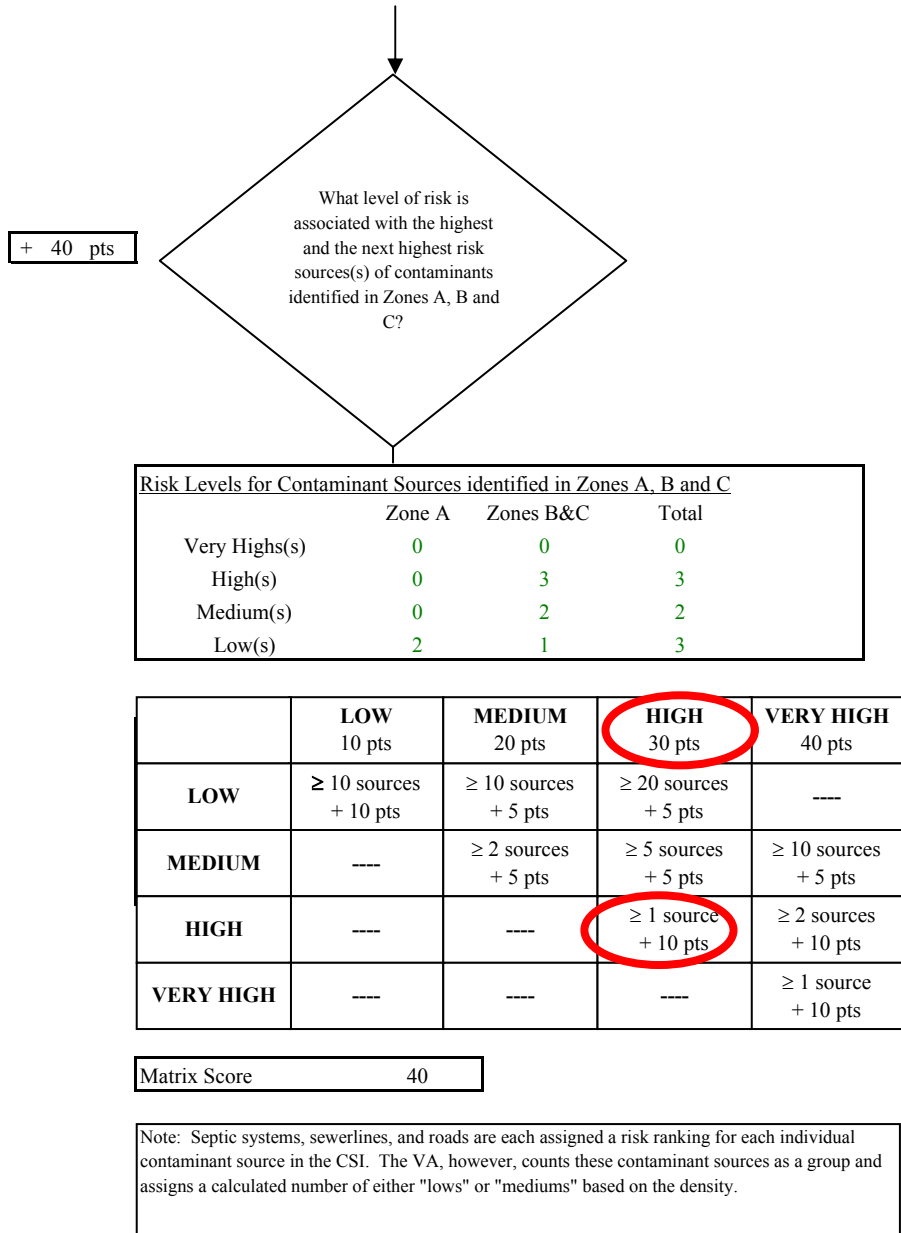 What level of risk is
associated with the highest
and the next highest risk
sources(s) of contaminants
identified in Zones A, B and
C?
+ 40 pts
Risk Levels for Contaminant Sources identified in Zones A, B and C
Zone A Zones B&C Total
Very Highs(s) 0 0 0
High(s) 0 3 3
Medium(s) 0 2 2
Low(s) 2 1 3
LOW MEDIUM HIGH VERY HIGH
10 pts 20 pts 30 pts 40 pts
LOW ≥ 10 sources ≥ 10 sources ≥ 20 sources ----
+ 10 pts + 5 pts + 5 pts
MEDIUM ---- ≥ 2 sources ≥ 5 sources ≥ 10 sources
+ 5 pts + 5 pts + 5 pts
HIGH ---- ---- ≥ 1 source ≥ 2 sources
+ 10 pts + 10 pts
VERY HIGH ---- ---- ---- ≥ 1 source
+ 10 pts
Matrix Score 40
Note: Septic systems, sewerlines, and roads are each assigned a risk ranking for each individual
contaminant source in the CSI. The VA, however, counts these contaminant sources as a group and
assigns a calculated number of either "lows" or "mediums" based on the density.